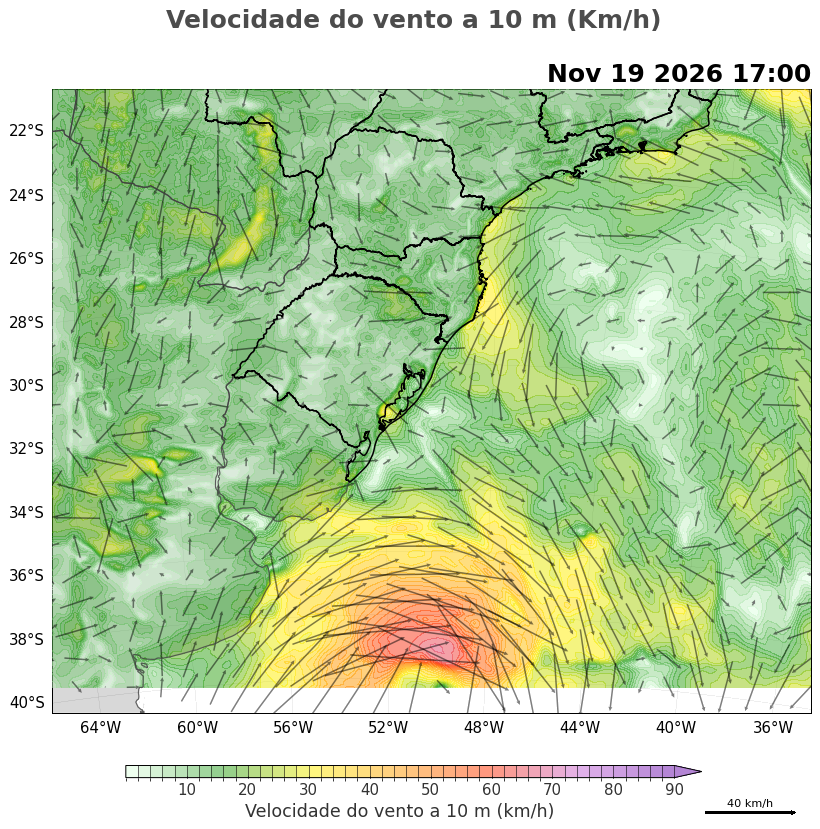 Velocidade do vento a 10 m (Km/h)
Nov 19 2026 17:00
22°S
24°S
26°S
28°S
30°S
32°S
34°S
36°S
38°S
40°S
64°W 60°W 56°W 52°W 48°W 44°W 40°W 36°W
10 20 30 40 50 60 70 80 90
Velocidade do vento a 10 m (km/h)
40 km/h